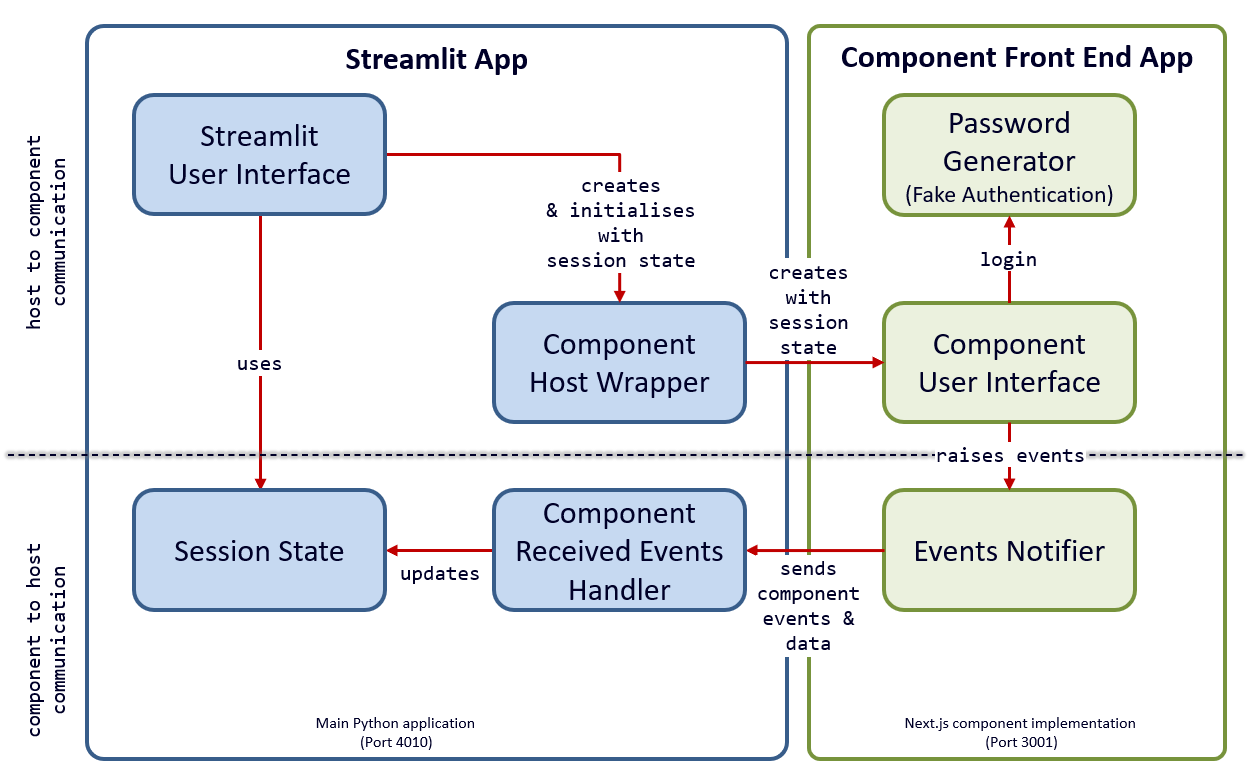 Streamlit App
Component Front End App
Streamlit
User Interface
Password
Generator
(Fake Authentication)
host to component
communication
creates
& initialises
with
session state
login
creates
with
session
state
uses
Component
Host Wrapper
Component
User Interface
raises events
Session State
Component
Received Events
Handler
Events Notifier
updates
sends
component
events &
data
component to host
communication
Main Python application
(Port 4010)
Next.js component implementation
(Port 3001)